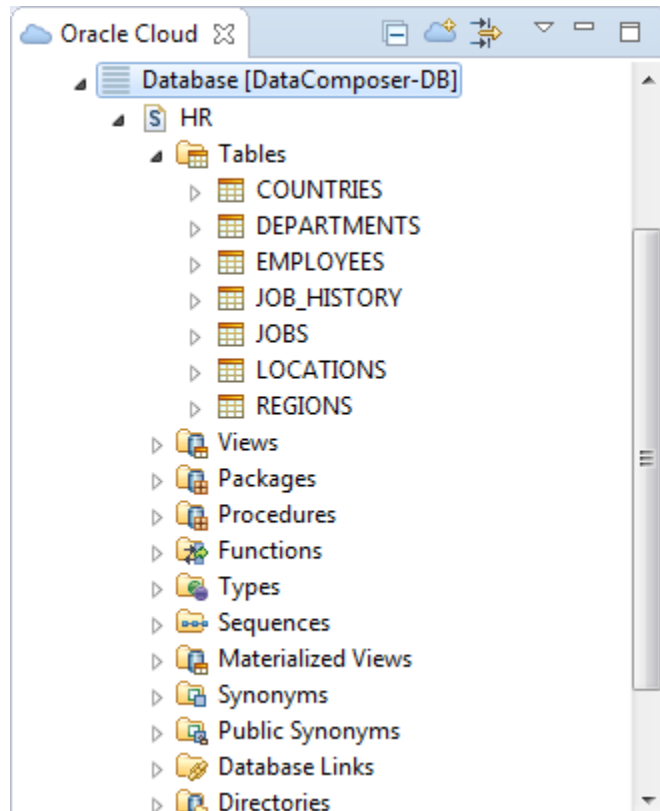 Oracle Cloud
Database [DataComposer-DB]
S HR
Tables
COUNTRIES
DEPARTMENTS
EMPLOYEES
JOB_HISTORY
JOBS
LOCATIONS
REGIONS
Views
Packages
Procedures
Functions
Types
Sequences
Materialized Views
Synonyms
Public Synonyms
Database Links
Directories